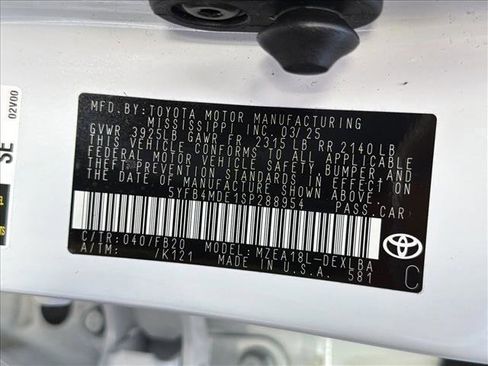 MFD. BY: TOYOTA MOTOR MANUFACTURING
MISSISSIPPI INC. 03/25
GVWR 3925LB GAWR FR 2315 LB RR 2140LB
THIS VEHICLE CONFORMS TO ALL APPLICABLE
FEDERAL MOTOR VEHICLE SAFETY, BUMPER, AND
THEFT PREVENTION STANDARDS IN EFFECT ON
THE DATE OF MANUFACTURE SHOWN ABOVE.
5YFB4MDE1SP288954 PASS.CAR
C/TR: 040/FB20 MODEL: MZEA18L-DEXLBA
A/TM: /K121 MADE IN U.S.A. 581
TOYOTA
C
SE
02V00